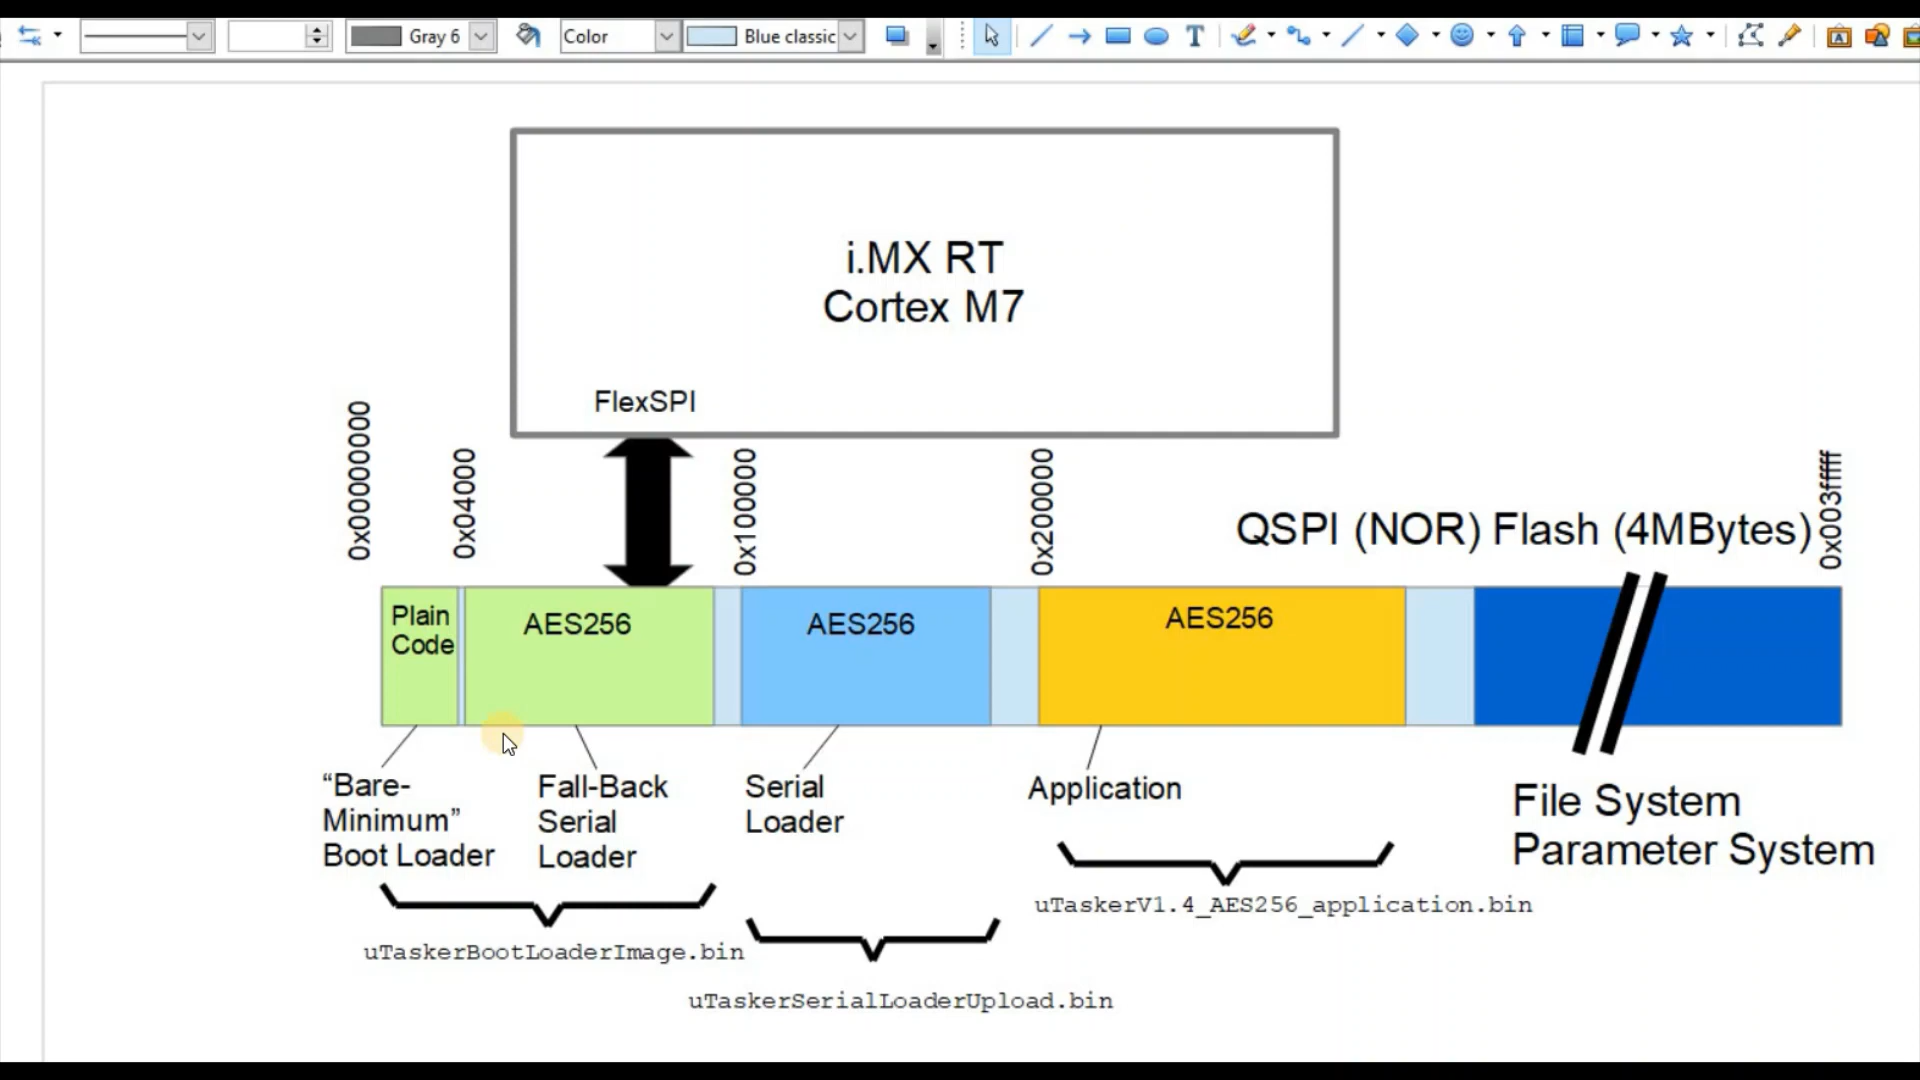 Gray 6
Color
Blue classic
i.MX RT
Cortex M7
FlexSPI
0x00000000
0x04000
0x100000
0x200000
0x003fffff
QSPI (NOR) Flash (4MBytes)
Plain
Code
AES256
AES256
AES256
“Bare-
Minimum”
Boot Loader
Fall-Back
Serial
Loader
Serial
Loader
Application
File System
Parameter System
uTaskerV1.4_AES256_application.bin
uTaskerBootLoaderImage.bin
uTaskerSerialLoaderUpload.bin